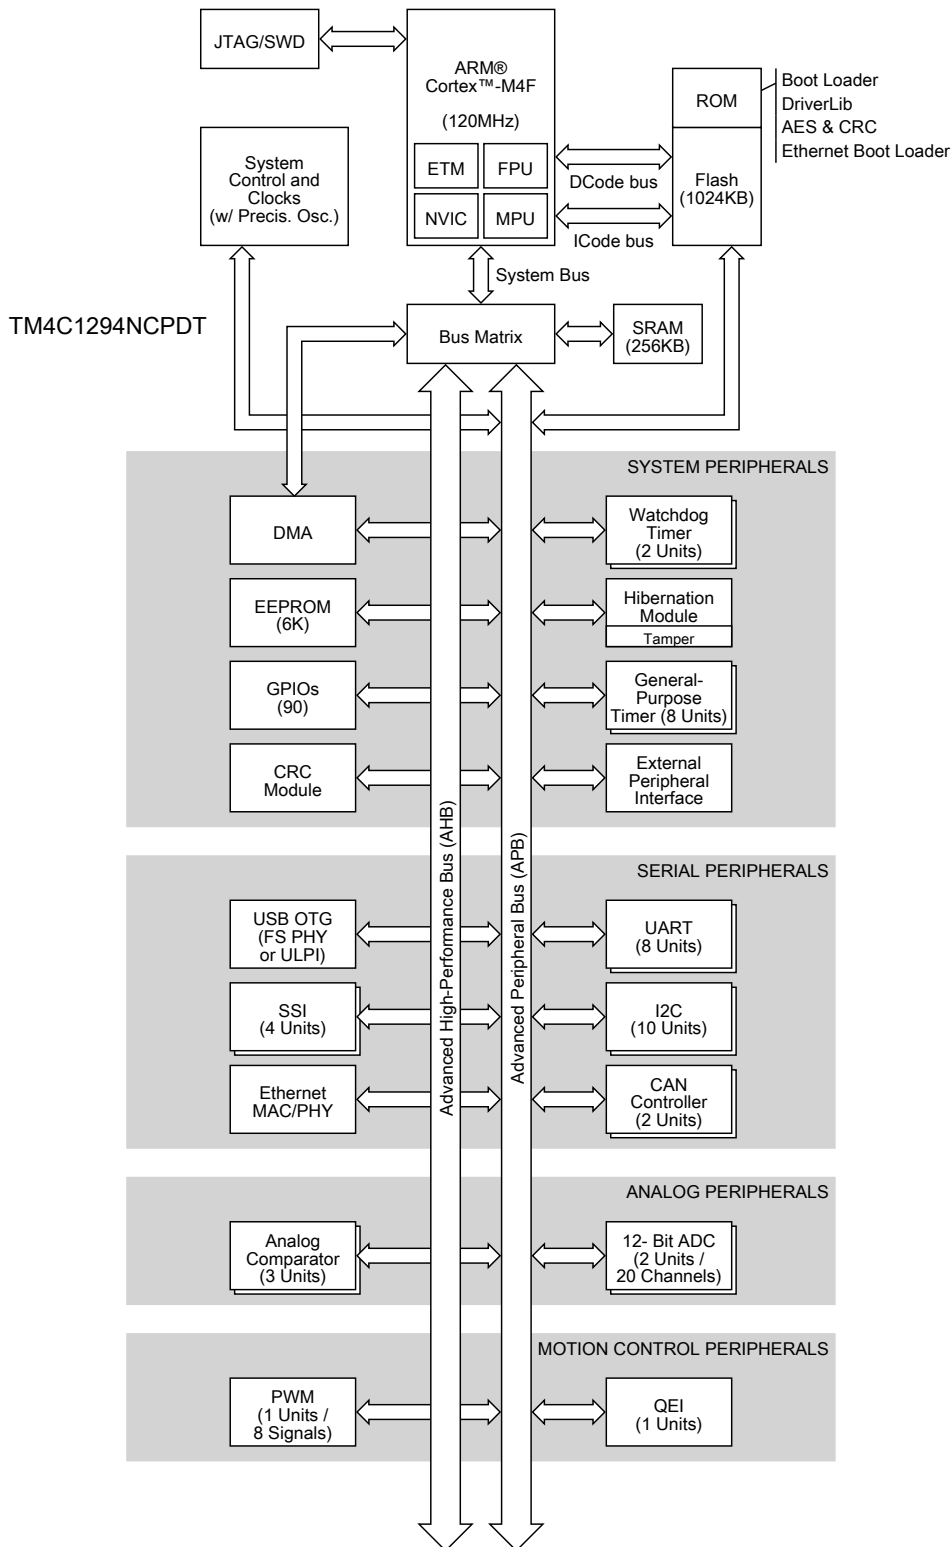 JTAG/SWD
ARM®
Cortex™-M4F
(120MHz)
ETM
FPU
NVIC
MPU
ROM
Flash
(1024KB)
Boot Loader
DriverLib
AES & CRC
Ethernet Boot Loader
DCode bus
ICode bus
System
Control and
Clocks
(w/ Precis. Osc.)
System Bus
TM4C1294NCPDT
Bus Matrix
SRAM
(256KB)
SYSTEM PERIPHERALS
DMA
Watchdog
Timer
(2 Units)
EEPROM
(6K)
Hibernation
Module
Tamper
GPIOs
(90)
General-
Purpose
Timer (8 Units)
CRC
Module
External
Peripheral
Interface
Advanced High-Performance Bus (AHB)
Advanced Peripheral Bus (APB)
SERIAL PERIPHERALS
USB OTG
(FS PHY
or ULPI)
UART
(8 Units)
SSI
(4 Units)
I2C
(10 Units)
Ethernet
MAC/PHY
CAN
Controller
(2 Units)
ANALOG PERIPHERALS
Analog
Comparator
(3 Units)
12- Bit ADC
(2 Units /
20 Channels)
MOTION CONTROL PERIPHERALS
PWM
(1 Units /
8 Signals)
QEI
(1 Units)